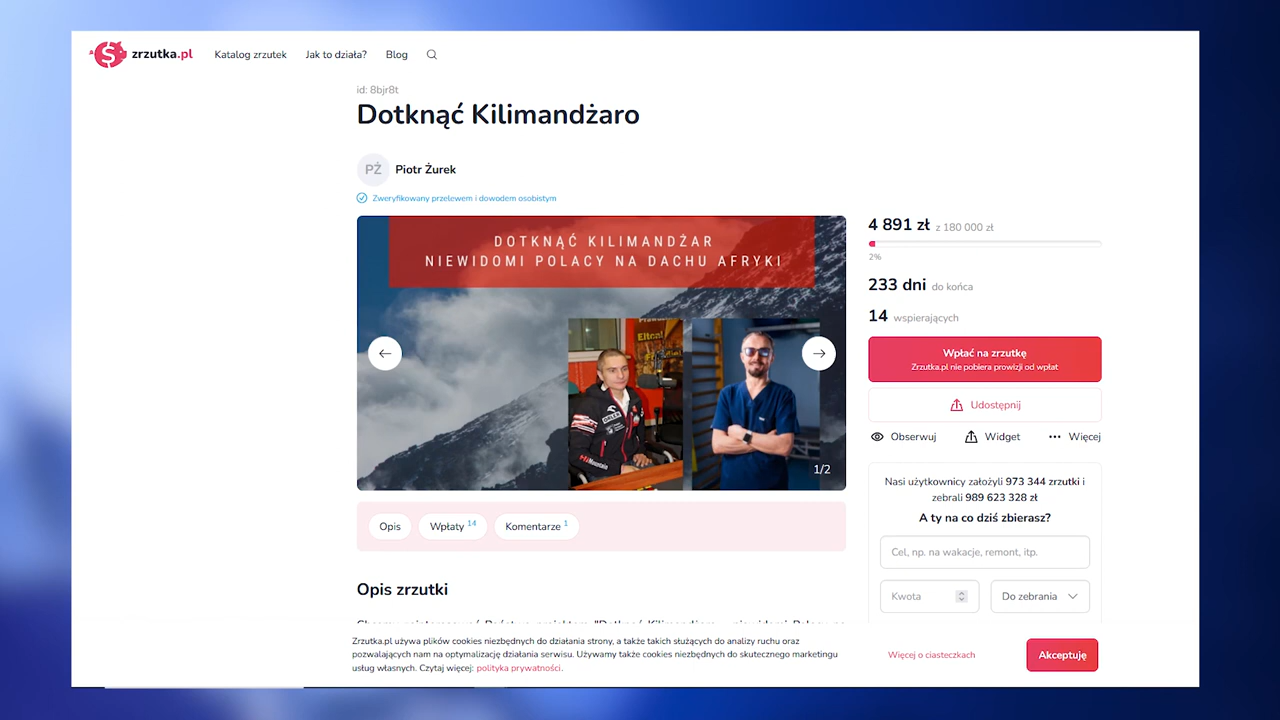 zrzutka.pl
Katalog zrzutek
Jak to działa?
Blog
id: 8bjr8t
Dotknąć Kilimandżaro
PŻ
Piotr Żurek
Zweryfikowany przelewem i dowodem osobistym
DOTKNĄĆ KILIMANDŻAR
NIEWIDOMI POLACY NA DACHU AFRYKI
1/2
4 891 zł z 180 000 zł
2%
233 dni do końca
14 wspierających
Wpłać na zrzutkę
Zrzutka.pl nie pobiera prowizji od wpłat
Udostępnij
Obserwuj
Widget
Więcej
Nasi użytkownicy założyli 973 344 zrzutki i
zebrali 989 623 328 zł
A ty na co dziś zbierasz?
Cel, np. na wakacje, remont, itp.
Kwota
Do zebrania
Opis
Wpłaty 14
Komentarze 1
Opis zrzutki
Zrzutka.pl używa plików cookies niezbędnych do działania strony, a także takich służących do analizy ruchu oraz
pozwalających nam na optymalizację działania serwisu. Używamy także cookies niezbędnych do skutecznego marketingu
usług własnych. Czytaj więcej: polityka prywatności.
Więcej o ciasteczkach
Akceptuję